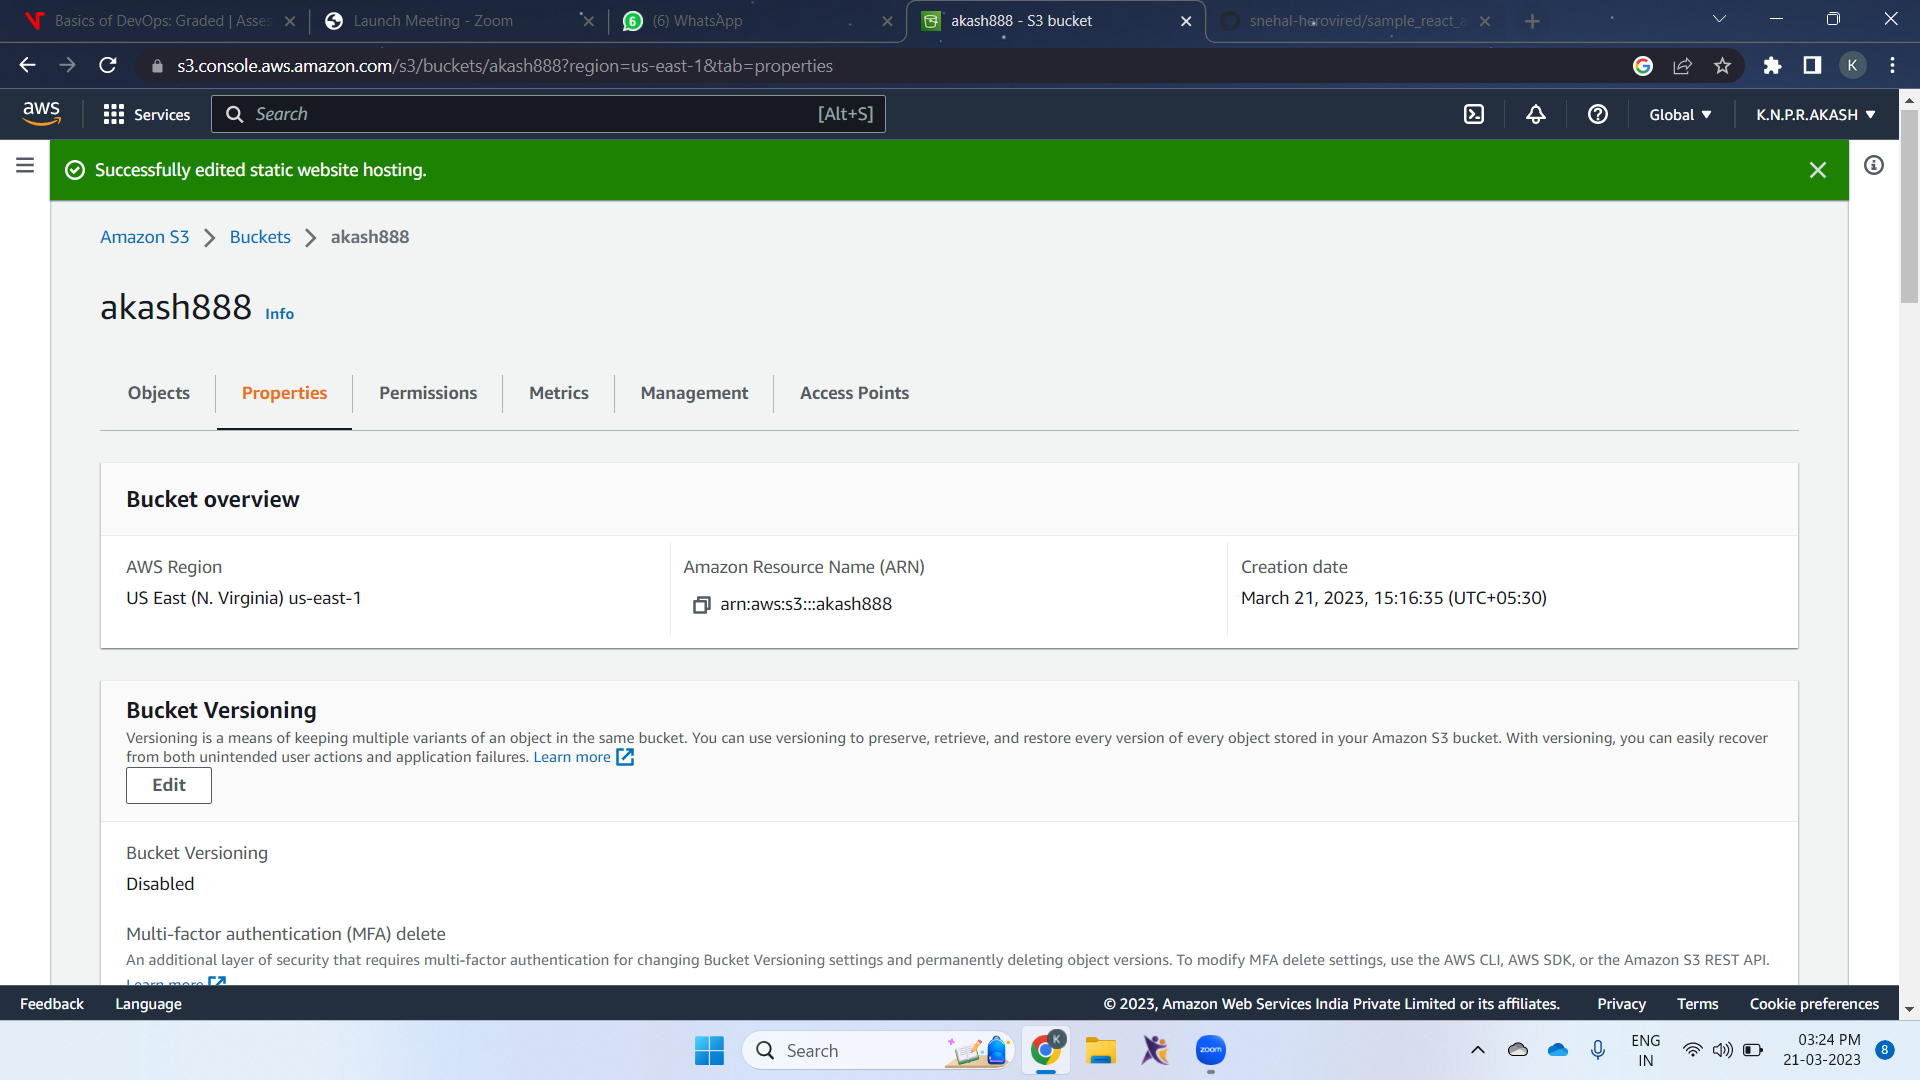 Basics of DevOps: Graded | Asses
Launch Meeting - Zoom
(6) WhatsApp
akash888 - S3 bucket
snehal-herovired/sample_react_a
s3.console.aws.amazon.com/s3/buckets/akash888?region=us-east-1&tab=properties
K
aws
Services
Search
[Alt+S]
Global
K.N.P.R.AKASH
Successfully edited static website hosting.
Amazon S3
Buckets
akash888
akash888 Info
Objects
Properties
Permissions
Metrics
Management
Access Points
Bucket overview
AWS Region
US East (N. Virginia) us-east-1
Amazon Resource Name (ARN)
arn:aws:s3:::akash888
Creation date
March 21, 2023, 15:16:35 (UTC+05:30)
Bucket Versioning
Versioning is a means of keeping multiple variants of an object in the same bucket. You can use versioning to preserve, retrieve, and restore every version of every object stored in your Amazon S3 bucket. With versioning, you can easily recover
from both unintended user actions and application failures. Learn more
Edit
Bucket Versioning
Disabled
Multi-factor authentication (MFA) delete
An additional layer of security that requires multi-factor authentication for changing Bucket Versioning settings and permanently deleting object versions. To modify MFA delete settings, use the AWS CLI, AWS SDK, or the Amazon S3 REST API.
Learn more
Feedback
Language
© 2023, Amazon Web Services India Private Limited or its affiliates.
Privacy
Terms
Cookie preferences
Search
K
zoom
ENG
IN
03:24 PM
21-03-2023
8